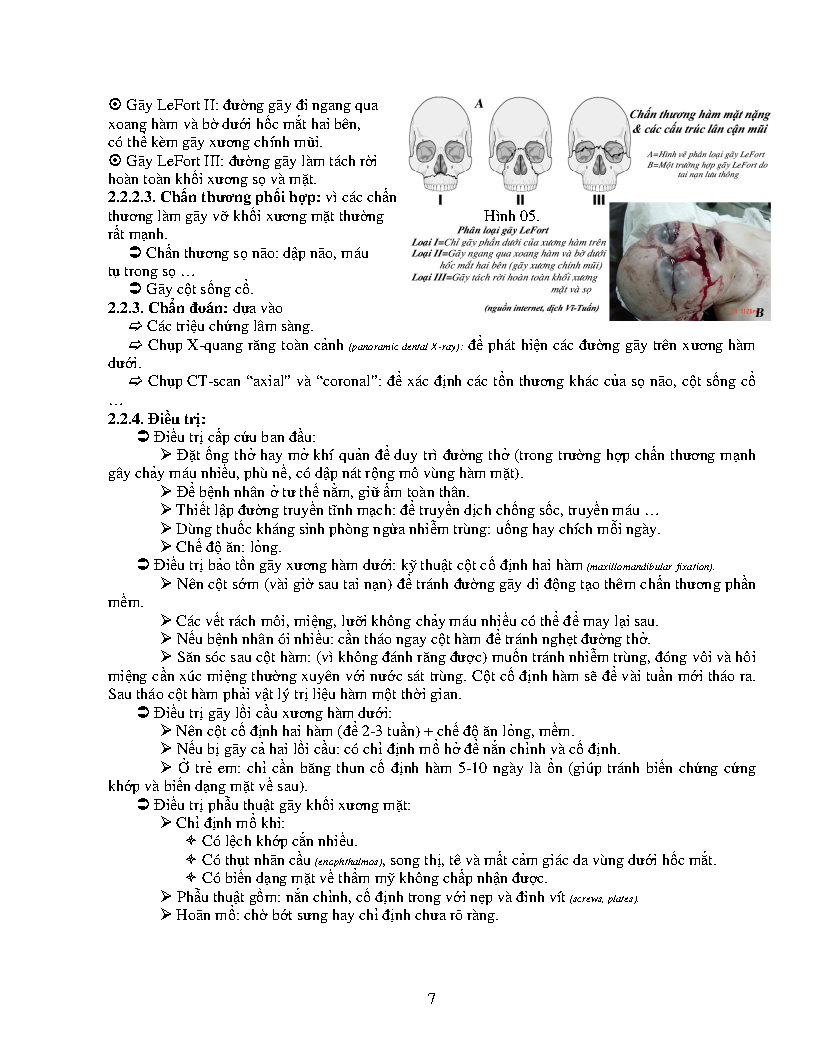 ☉ Gãy LeFort II: đường gãy đi ngang qua
xoang hàm và bờ dưới hốc mắt hai bên,
có thể kèm gãy xương chính mũi.
☉ Gãy LeFort III: đường gãy làm tách rời
hoàn toàn khối xương sọ và mặt.
2.2.2.3. Chấn thương phối hợp: vì các chấn
thương làm gãy vỡ khối xương mặt thường
rất mạnh.
➲ Chấn thương sọ não: dập não, máu
tụ trong sọ …
➲ Gãy cột sống cổ.
A
Chấn thương hàm mặt nặng
& các cấu trúc lân cận mũi
A=Hình vẽ phân loại gãy LeFort
B=Một trường hợp gãy LeFort do
tai nạn lưu thông
I II III
Hình 05.
Phân loại gãy LeFort
Loại I=Chỉ gãy phần dưới của xương hàm trên
Loại II=Gãy ngang qua xoang hàm và bờ dưới
hốc mắt hai bên (gãy xương chính mũi)
Loại III=Gãy tách rời hoàn toàn khối xương
mặt và sọ
(nguồn internet, dịch Vĩ-Tuấn)
B
2.2.3. Chẩn đoán: dựa vào
➯ Các triệu chứng lâm sàng.
➯ Chụp X-quang răng toàn cảnh (panoramic dental X-ray): để phát hiện các đường gãy trên xương hàm
dưới.
➯ Chụp CT-scan “axial” và “coronal”: để xác định các tổn thương khác của sọ não, cột sống cổ
…
2.2.4. Điều trị:
➲ Điều trị cấp cứu ban đầu:
➢ Đặt ống thở hay mở khí quản để duy trì đường thở (trong trường hợp chấn thương mạnh
gây chảy máu nhiều, phù nề, có dập nát rộng mô vùng hàm mặt).
➢ Để bệnh nhân ở tư thế nằm, giữ ấm toàn thân.
➢ Thiết lập đường truyền tĩnh mạch: để truyền dịch chống sốc, truyền máu …
➢ Dùng thuốc kháng sinh phòng ngừa nhiễm trùng: uống hay chích mỗi ngày.
➢ Chế độ ăn: lỏng.
➲ Điều trị bảo tồn gãy xương hàm dưới: kỹ thuật cột cố định hai hàm (maxillomandibular fixation).
➢ Nên cột sớm (vài giờ sau tai nạn) để tránh đường gãy di động tạo thêm chấn thương phần
mềm.
➢ Các vết rách môi, miệng, lưỡi không chảy máu nhiều có thể để may lại sau.
➢ Nếu bệnh nhân ói nhiều: cần tháo ngay cột hàm để tránh nghẹt đường thở.
➢ Săn sóc sau cột hàm: (vì không đánh răng được) muốn tránh nhiễm trùng, đóng vôi và hôi
miệng cần xúc miệng thường xuyên với nước sát trùng. Cột cố định hàm sẽ để vài tuần mới tháo ra.
Sau tháo cột hàm phải vật lý trị liệu hàm một thời gian.
➲ Điều trị gãy lồi cầu xương hàm dưới:
➢ Nên cột cố định hai hàm (để 2-3 tuần) + chế độ ăn lỏng, mềm.
➢ Nếu bị gãy cả hai lồi cầu: có chỉ định mổ hở để nắn chỉnh và cố định.
➢ Ở trẻ em: chỉ cần băng thun cố định hàm 5-10 ngày là ổn (giúp tránh biến chứng cứng
khớp và biến dạng mặt về sau).
➲ Điều trị phẫu thuật gãy khối xương mặt:
➢ Chỉ định mổ khi:
✧ Có lệch khớp cắn nhiều.
✧ Có thụt nhãn cầu (enophthalmos), song thị, tê và mất cảm giác da vùng dưới hốc mắt.
✧ Có biến dạng mặt về thẩm mỹ không chấp nhận được.
➢ Phẫu thuật gồm: nắn chỉnh, cố định trong với nẹp và đinh vít (screws, plates).
➢ Hoãn mổ: chờ bớt sưng hay chỉ định chưa rõ ràng.
7